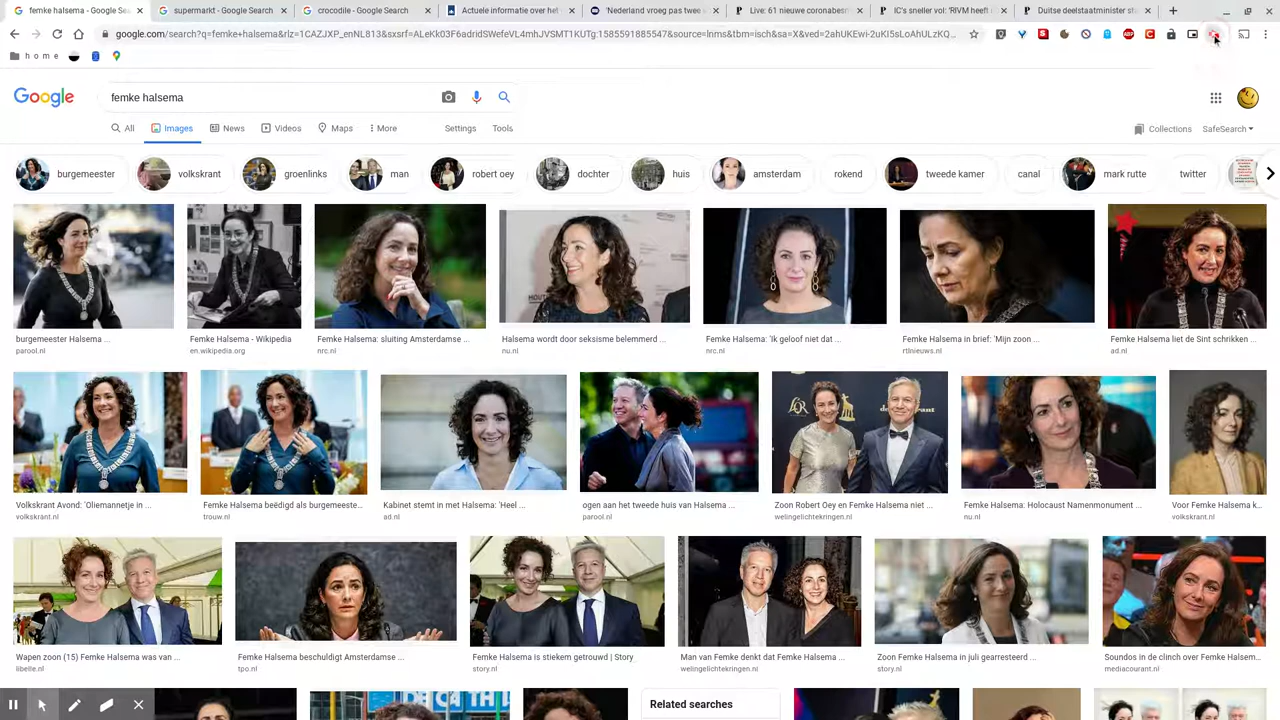 femke halsema - Google Sea
supermarkt - Google Search
crocodile - Google Search
Actuele informatie over het
"Nederland vroeg pas twee
Live: 61 nieuwe coronabesm
IC's sneller vol: 'RIVM heeft
Duitse deelstaatminister sta
google.com/search?q=femke+halsema&rlz=1CAZJXP_enNL813&sxsrf=ALeKk03F6adridSWefeVL4mhJVSMT1KUTg:1585591885547&source=lnms&tbm=isch&sa=X&ved=2ahUKEwi-2uKI5sLoAhULzKQ...
home
Google
femke halsema
All
Images
News
Videos
Maps
More
Settings
Tools
Collections
SafeSearch
burgemeester
volkskrant
groenlinks
man
robert oey
dochter
huis
amsterdam
rokend
tweede kamer
canal
mark rutte
twitter
burgemeester Halsema ...
Femke Halsema - Wikipedia
Femke Halsema: sluiting Amsterdamse ...
Halsema wordt door seksisme belemmerd ...
Femke Halsema: 'Ik geloof niet dat ...
Femke Halsema in brief: 'Mijn zoon ...
Femke Halsema liet de Sint schrikken ...
parool.nl
en.wikipedia.org
nrc.nl
nu.nl
nrc.nl
rtlnieuws.nl
ad.nl
Volkskrant Avond: 'Oliemannetje in ...
Femke Halsema beëdigd als burgemeeste...
Kabinet stemt in met Halsema: 'Heel ...
ogen aan het tweede huis van Halsema ...
Zoon Robert Oey en Femke Halsema niet ...
Femke Halsema: Holocaust Namenmonument ...
Voor Femke Halsema k...
volkskrant.nl
trouw.nl
ad.nl
parool.nl
welingelichtekringen.nl
nu.nl
volkskrant.nl
Wapen zoon (15) Femke Halsema was van ...
Femke Halsema beschuldigt Amsterdamse ...
Femke Halsema is stiekem getrouwd | Story
Man van Femke denkt dat Femke Halsema ...
Zoon Femke Halsema in juli gearresteerd ...
Soundos in de clinch over Femke Halsem...
libelle.nl
tpo.nl
story.nl
welingelichtekringen.nl
story.nl
mediacourant.nl
Related searches